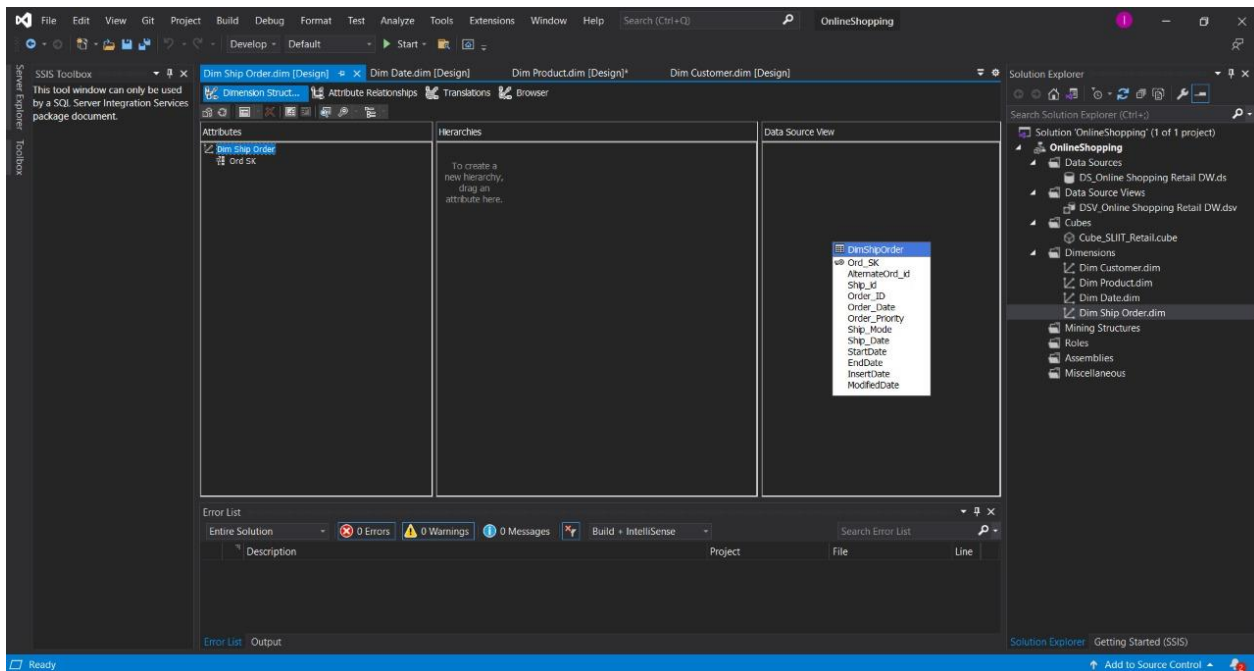 File Edit View Git Project Build Debug Format Test Analyze Tools Extensions Window Help Search (Ctrl+Q) OnlineShopping
Develop Default Start
Server Explorer
Toolbox
SSIS Toolbox
This tool window can only be used
by a SQL Server Integration Services
package document.
Dim Ship Order.dim [Design] Dim Date.dim [Design] Dim Product.dim [Design]* Dim Customer.dim [Design]
Dimension Struct... Attribute Relationships Translations Browser
Attributes
Dim Ship Order
Ord SK
Hierarchies
To create a
new hierarchy,
drag an
attribute here.
Data Source View
DimShipOrder
Ord_SK
AlternateOrd_id
Ship_id
Order_ID
Order_Date
Order_Priority
Ship_Mode
Ship_Date
StartDate
EndDate
InsertDate
ModifiedDate
Solution Explorer
Search Solution Explorer (Ctrl+;)
Solution 'OnlineShopping' (1 of 1 project)
OnlineShopping
Data Sources
DS_Online Shopping Retail DW.ds
Data Source Views
DSV_Online Shopping Retail DW.dsv
Cubes
Cube_SLIIT_Retail.cube
Dimensions
Dim Customer.dim
Dim Product.dim
Dim Date.dim
Dim Ship Order.dim
Mining Structures
Roles
Assemblies
Miscellaneous
Error List
Entire Solution 0 Errors 0 Warnings 0 Messages Build + IntelliSense Search Error List
Description Project File Line
Error List Output
Solution Explorer Getting Started (SSIS)
Ready Add to Source Control